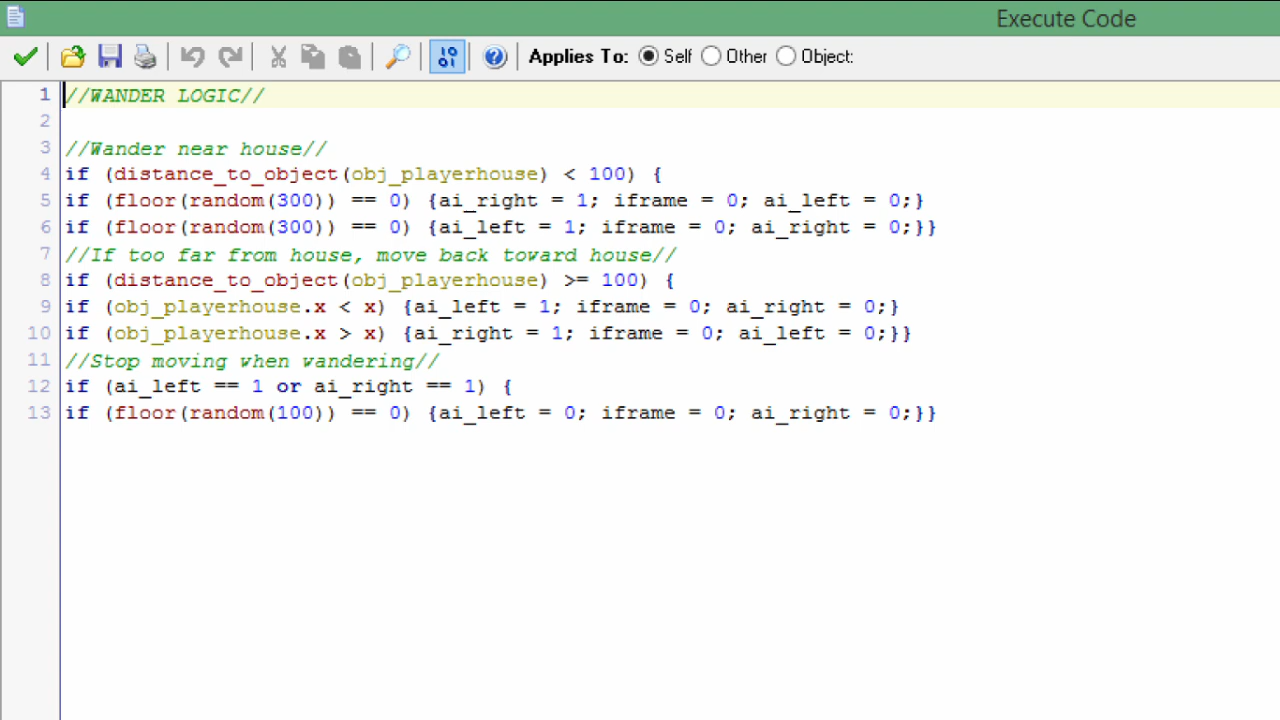 Execute Code
Applies To: Self Other Object:
1 //WANDER LOGIC//
2
3 //Wander near house//
4 if (distance_to_object(obj_playerhouse) < 100) {
5 if (floor(random(300)) == 0) {ai_right = 1; iframe = 0; ai_left = 0;}
6 if (floor(random(300)) == 0) {ai_left = 1; iframe = 0; ai_right = 0;}}
7 //If too far from house, move back toward house//
8 if (distance_to_object(obj_playerhouse) >= 100) {
9 if (obj_playerhouse.x < x) {ai_left = 1; iframe = 0; ai_right = 0;}
10 if (obj_playerhouse.x > x) {ai_right = 1; iframe = 0; ai_left = 0;}}
11 //Stop moving when wandering//
12 if (ai_left == 1 or ai_right == 1) {
13 if (floor(random(100)) == 0) {ai_left = 0; iframe = 0; ai_right = 0;}}